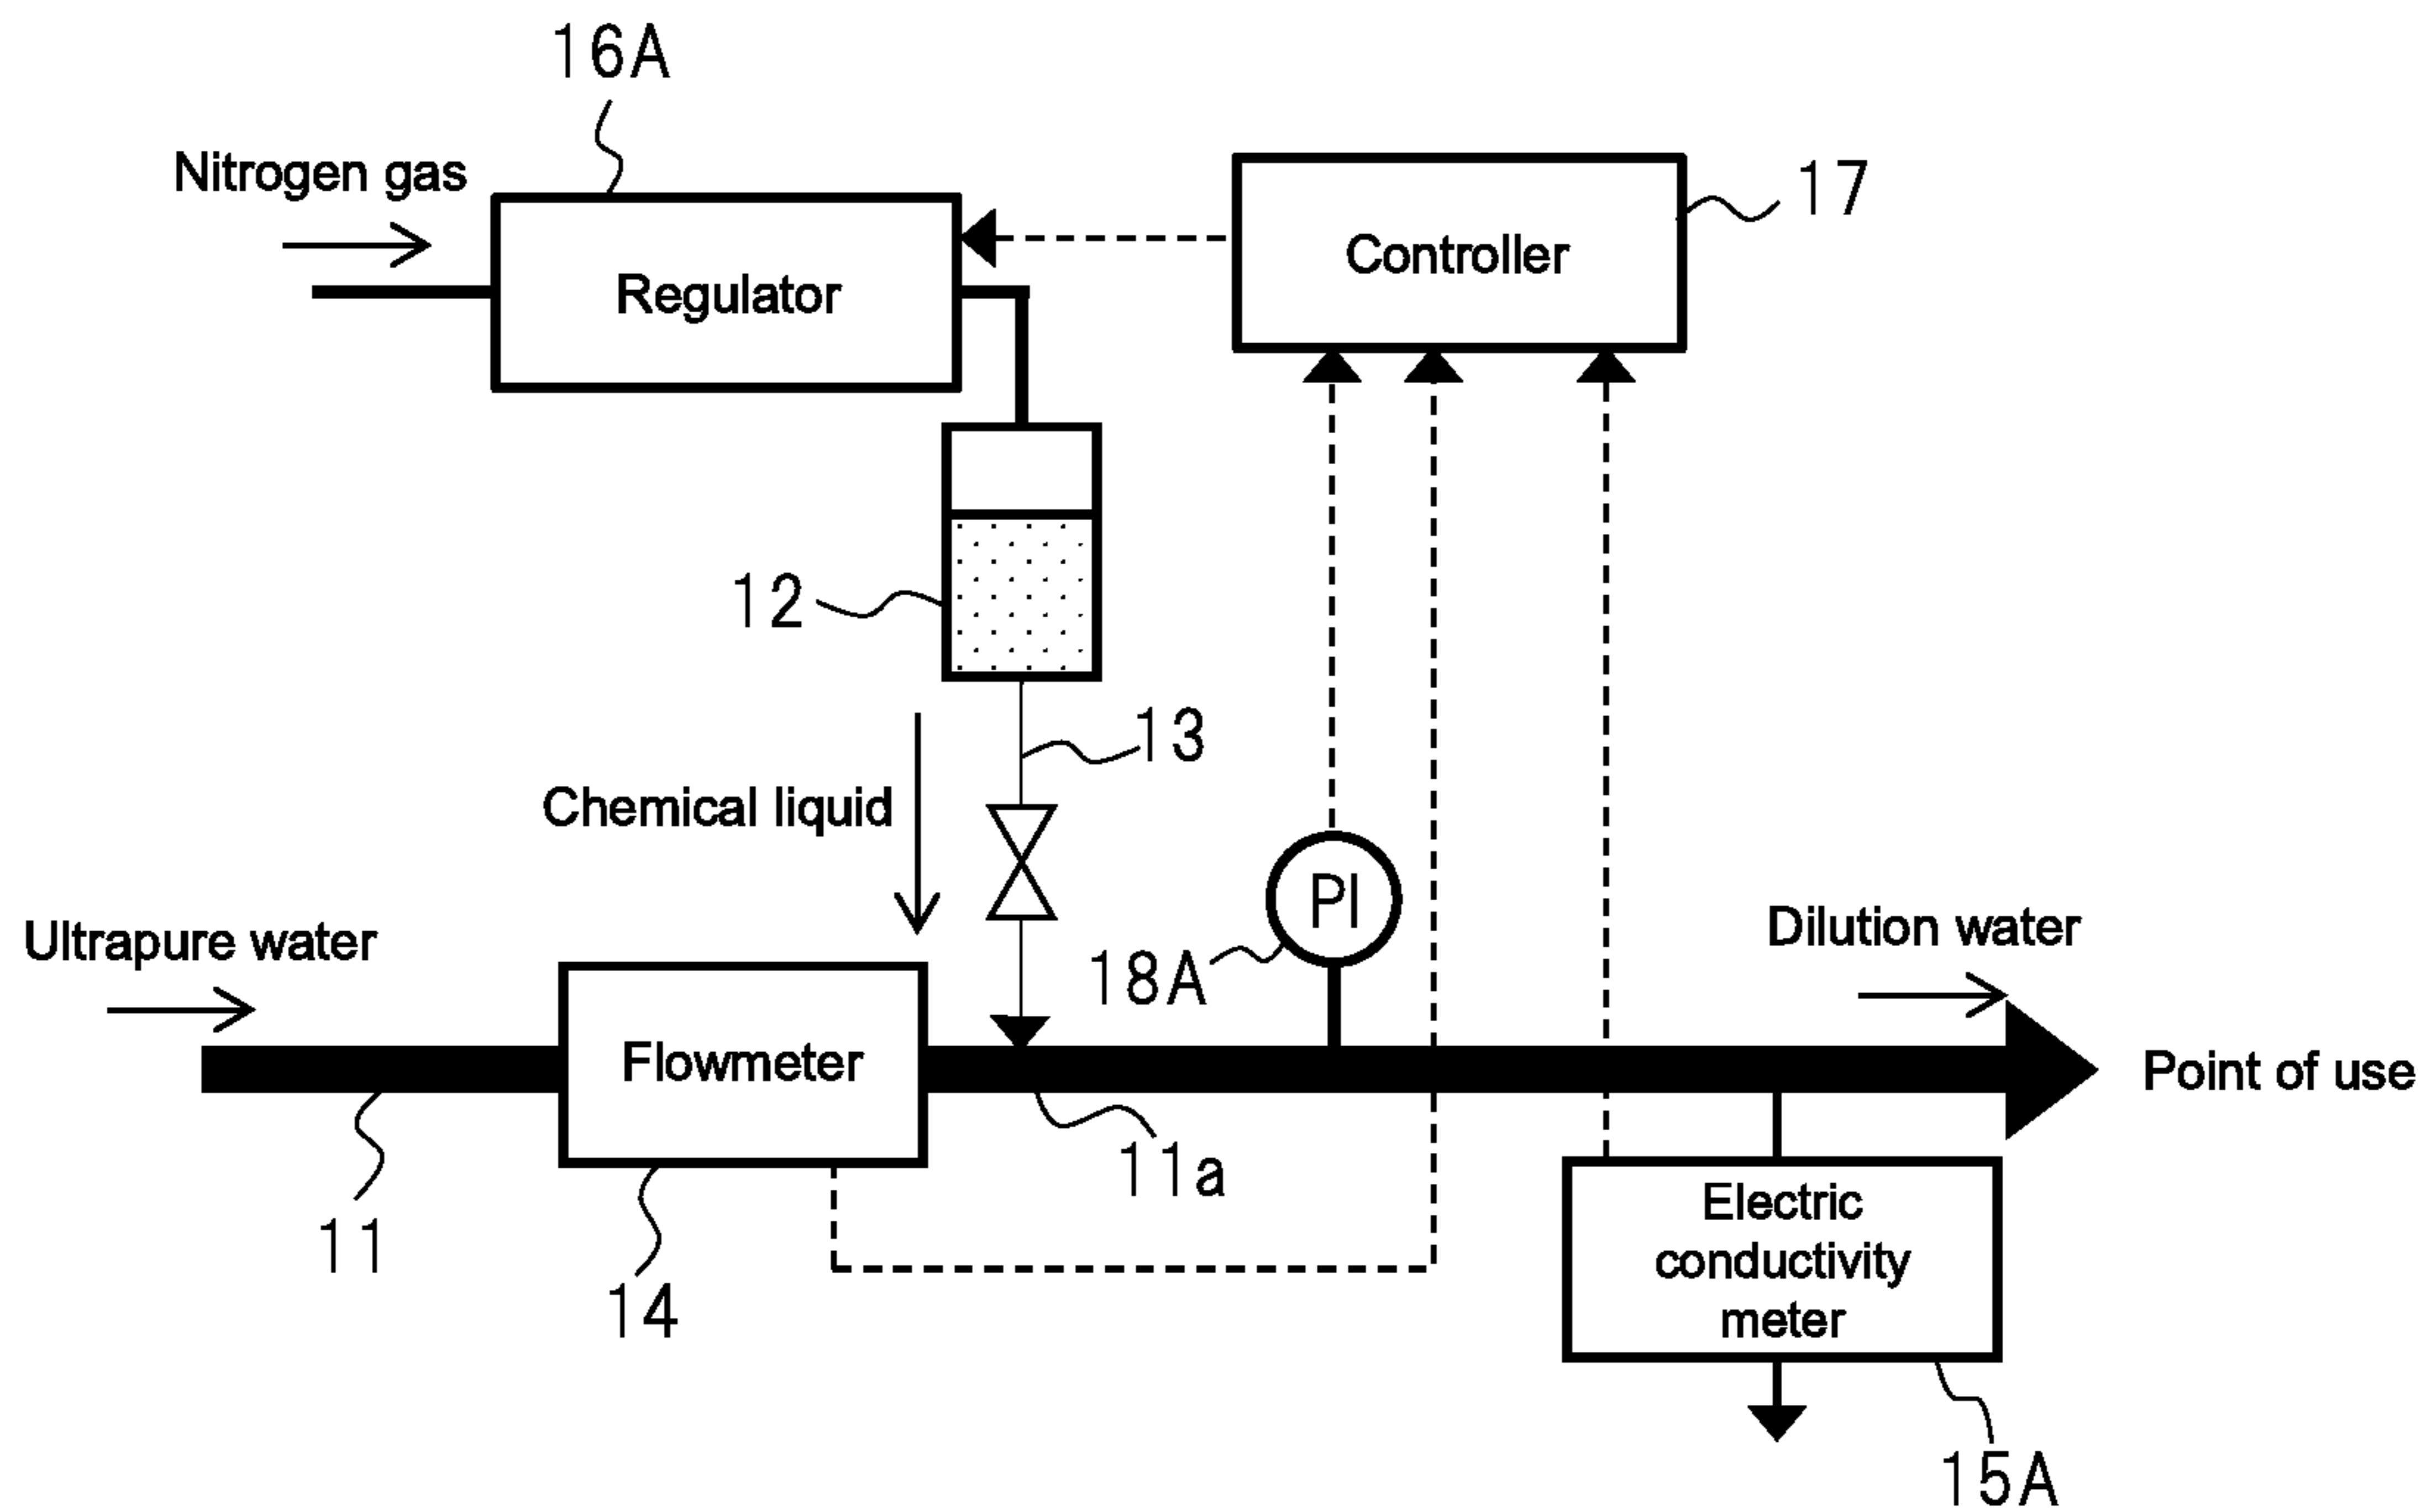 16A
Nitrogen gas
17
Controller
Regulator
12
13
Chemical liquid
PI
Ultrapure water
18A
Dilution water
Flowmeter
Point of use
11a
Electric
conductivity
meter
11
14
15A